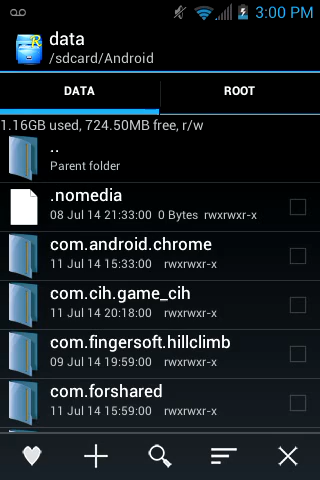 3:00 PM
R
data
/sdcard/Android
DATA ROOT
1.16GB used, 724.50MB free, r/w
..
Parent folder
.nomedia
08 Jul 14 21:33:00 0 Bytes rwxrwxr-x
com.android.chrome
11 Jul 14 15:33:00 rwxrwxr-x
com.cih.game_cih
11 Jul 14 20:18:00 rwxrwxr-x
com.fingersoft.hillclimb
09 Jul 14 19:59:00 rwxrwxr-x
com.forshared
11 Jul 14 15:59:00 rwxrwxr-x